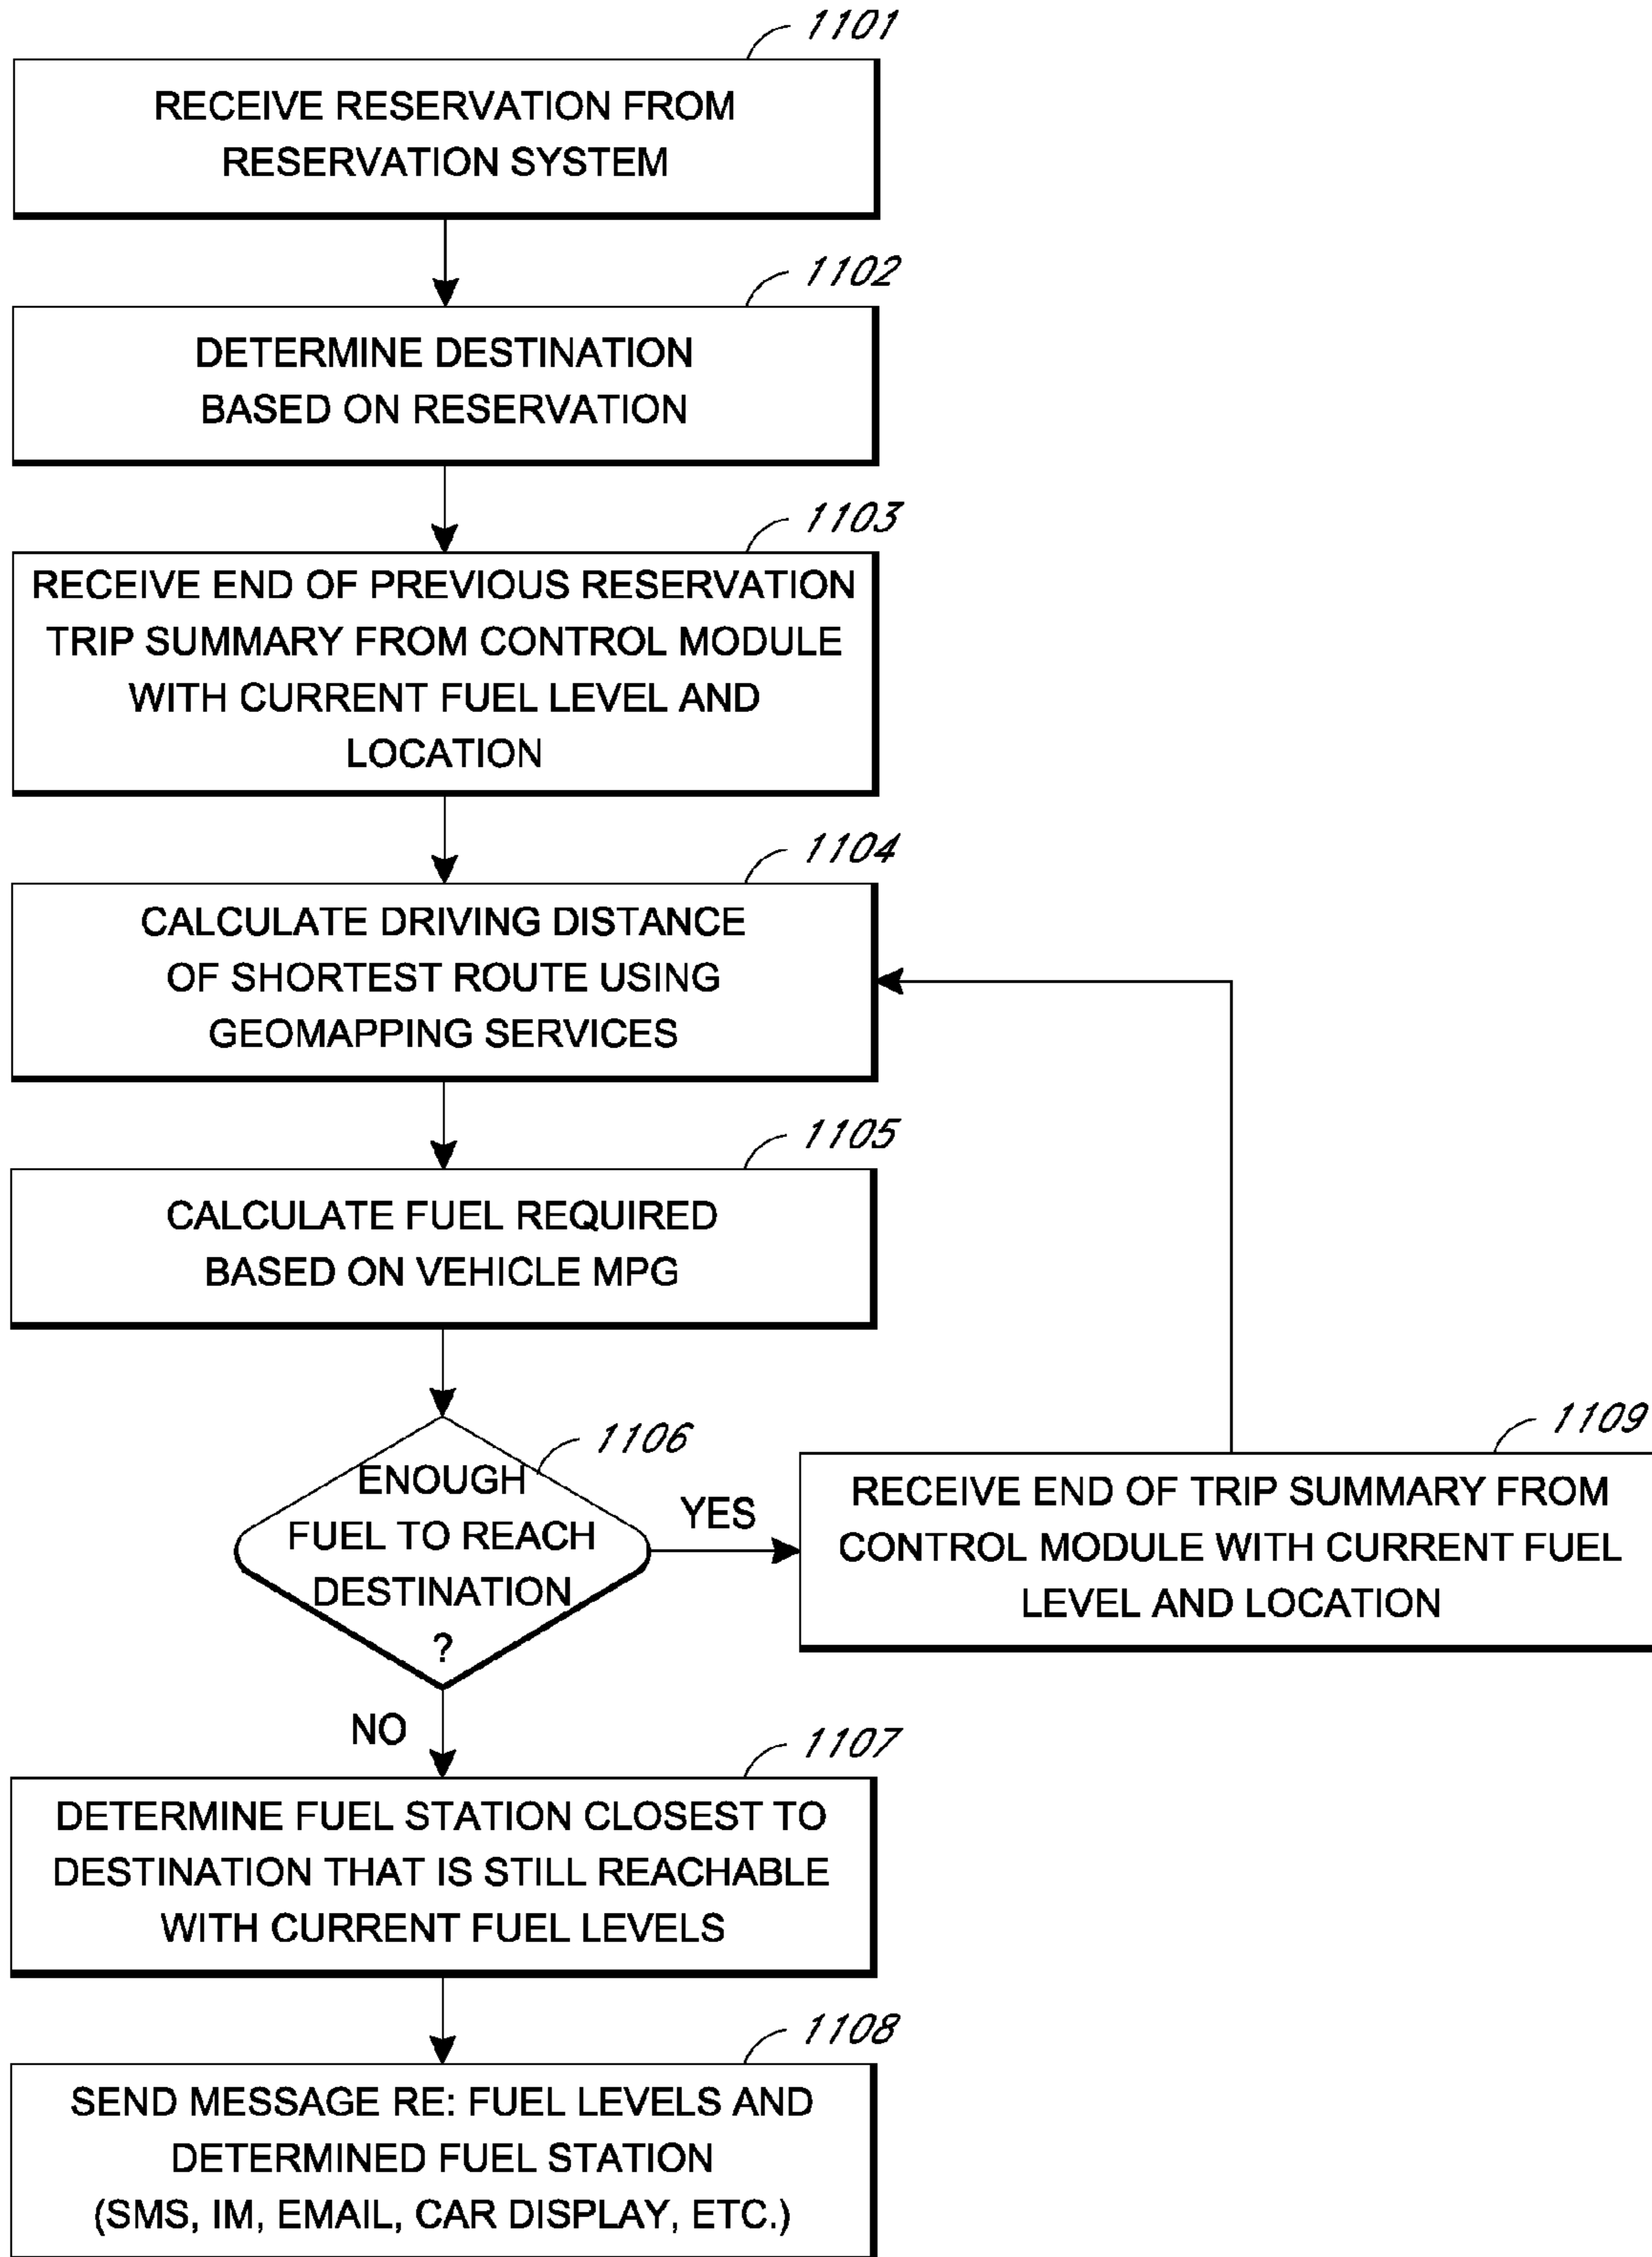 1101
RECEIVE RESERVATION FROM
RESERVATION SYSTEM
1102
DETERMINE DESTINATION
BASED ON RESERVATION
1103
RECEIVE END OF PREVIOUS RESERVATION
TRIP SUMMARY FROM CONTROL MODULE
WITH CURRENT FUEL LEVEL AND
LOCATION
1104
CALCULATE DRIVING DISTANCE
OF SHORTEST ROUTE USING
GEOMAPPING SERVICES
1105
CALCULATE FUEL REQUIRED
BASED ON VEHICLE MPG
1106
ENOUGH
FUEL TO REACH
DESTINATION
?
YES
1109
RECEIVE END OF TRIP SUMMARY FROM
CONTROL MODULE WITH CURRENT FUEL
LEVEL AND LOCATION
NO
1107
DETERMINE FUEL STATION CLOSEST TO
DESTINATION THAT IS STILL REACHABLE
WITH CURRENT FUEL LEVELS
1108
SEND MESSAGE RE: FUEL LEVELS AND
DETERMINED FUEL STATION
(SMS, IM, EMAIL, CAR DISPLAY, ETC.)